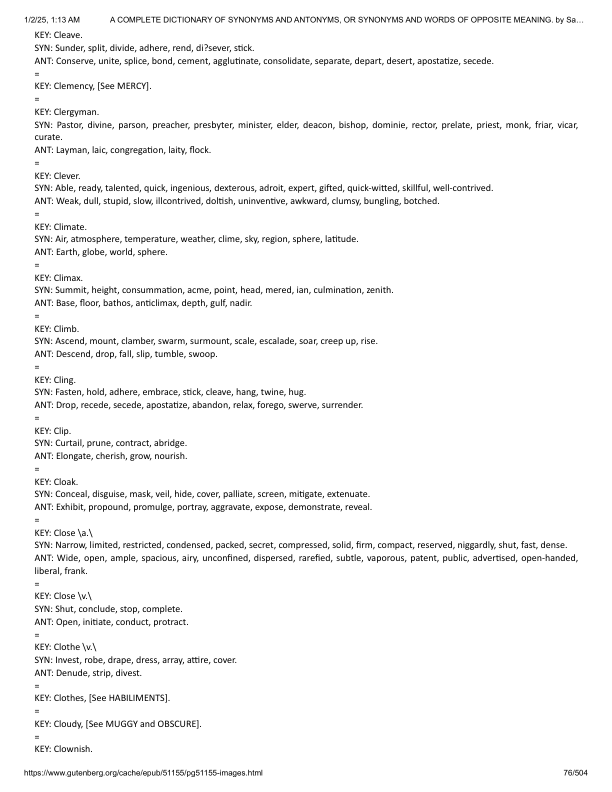 1/2/25, 1:13 AM A COMPLETE DICTIONARY OF SYNONYMS AND ANTONYMS, OR SYNONYMS AND WORDS OF OPPOSITE MEANING. by Sa…
KEY: Cleave.
SYN: Sunder, split, divide, adhere, rend, di?sever, stick.
ANT: Conserve, unite, splice, bond, cement, agglutinate, consolidate, separate, depart, desert, apostatize, secede.
=
KEY: Clemency, [See MERCY].
=
KEY: Clergyman.
SYN: Pastor, divine, parson, preacher, presbyter, minister, elder, deacon, bishop, dominie, rector, prelate, priest, monk, friar, vicar,
curate.
ANT: Layman, laic, congregation, laity, flock.
=
KEY: Clever.
SYN: Able, ready, talented, quick, ingenious, dexterous, adroit, expert, gifted, quick-witted, skillful, well-contrived.
ANT: Weak, dull, stupid, slow, illcontrived, doltish, uninventive, awkward, clumsy, bungling, botched.
=
KEY: Climate.
SYN: Air, atmosphere, temperature, weather, clime, sky, region, sphere, latitude.
ANT: Earth, globe, world, sphere.
=
KEY: Climax.
SYN: Summit, height, consummation, acme, point, head, mered, ian, culmination, zenith.
ANT: Base, floor, bathos, anticlimax, depth, gulf, nadir.
=
KEY: Climb.
SYN: Ascend, mount, clamber, swarm, surmount, scale, escalade, soar, creep up, rise.
ANT: Descend, drop, fall, slip, tumble, swoop.
=
KEY: Cling.
SYN: Fasten, hold, adhere, embrace, stick, cleave, hang, twine, hug.
ANT: Drop, recede, secede, apostatize, abandon, relax, forego, swerve, surrender.
=
KEY: Clip.
SYN: Curtail, prune, contract, abridge.
ANT: Elongate, cherish, grow, nourish.
=
KEY: Cloak.
SYN: Conceal, disguise, mask, veil, hide, cover, palliate, screen, mitigate, extenuate.
ANT: Exhibit, propound, promulge, portray, aggravate, expose, demonstrate, reveal.
=
KEY: Close \a.\
SYN: Narrow, limited, restricted, condensed, packed, secret, compressed, solid, firm, compact, reserved, niggardly, shut, fast, dense.
ANT: Wide, open, ample, spacious, airy, unconfined, dispersed, rarefied, subtle, vaporous, patent, public, advertised, open-handed,
liberal, frank.
=
KEY: Close \v.\
SYN: Shut, conclude, stop, complete.
ANT: Open, initiate, conduct, protract.
=
KEY: Clothe \v.\
SYN: Invest, robe, drape, dress, array, attire, cover.
ANT: Denude, strip, divest.
=
KEY: Clothes, [See HABILIMENTS].
=
KEY: Cloudy, [See MUGGY and OBSCURE].
=
KEY: Clownish.
https://www.gutenberg.org/cache/epub/51155/pg51155-images.html 76/504